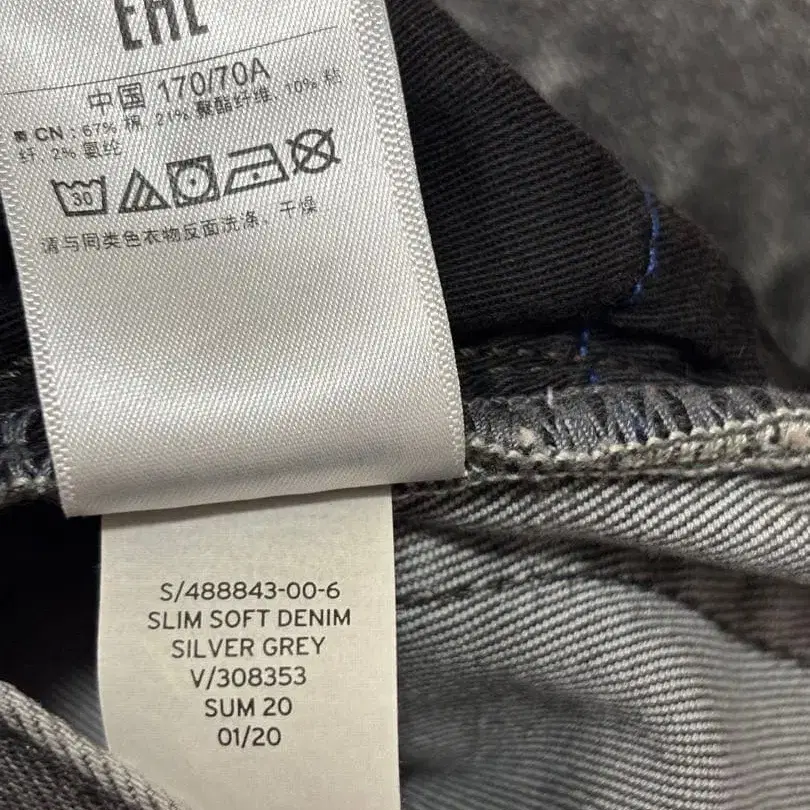 EAC
中国 170/70A
CN : 67% 棉, 21% 聚酯纤维, 10% 粘
纤, 2% 氨纶
30
请与同类色衣物反面洗涤、干燥
S/488843-00-6
SLIM SOFT DENIM
SILVER GREY
V/308353
SUM 20
01/20